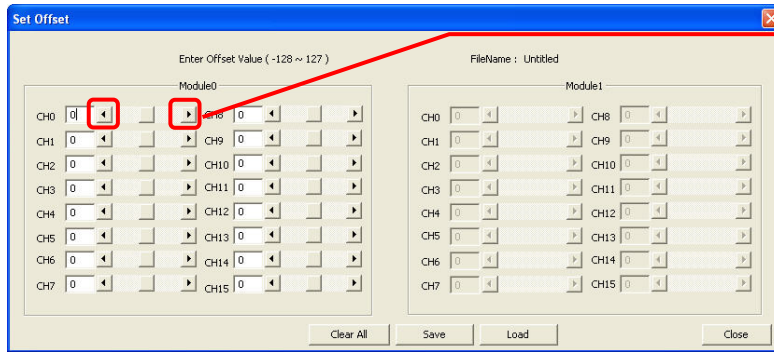 Set Offset
Enter Offset Value ( -128 ~ 127 )
FileName : Untitled
Module0
Module1
CH0 0 CH8 0
CH1 0 CH9 0
CH2 0 CH10 0
CH3 0 CH11 0
CH4 0 CH12 0
CH5 0 CH13 0
CH6 0 CH14 0
CH7 0 CH15 0
CH0 0 CH8 0
CH1 0 CH9 0
CH2 0 CH10 0
CH3 0 CH11 0
CH4 0 CH12 0
CH5 0 CH13 0
CH6 0 CH14 0
CH7 0 CH15 0
Clear All Save Load Close